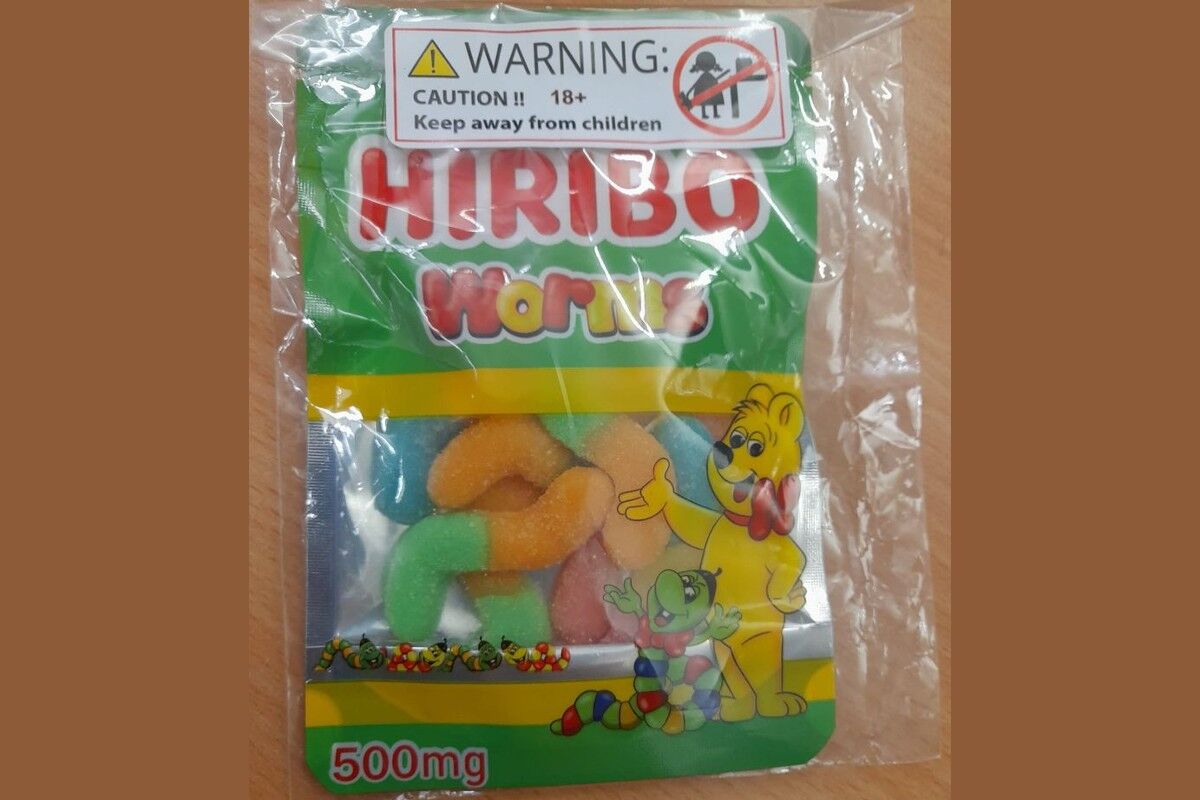 WARNING:
CAUTION !! 18+
Keep away from children
HIRIBO
Worms
500mg